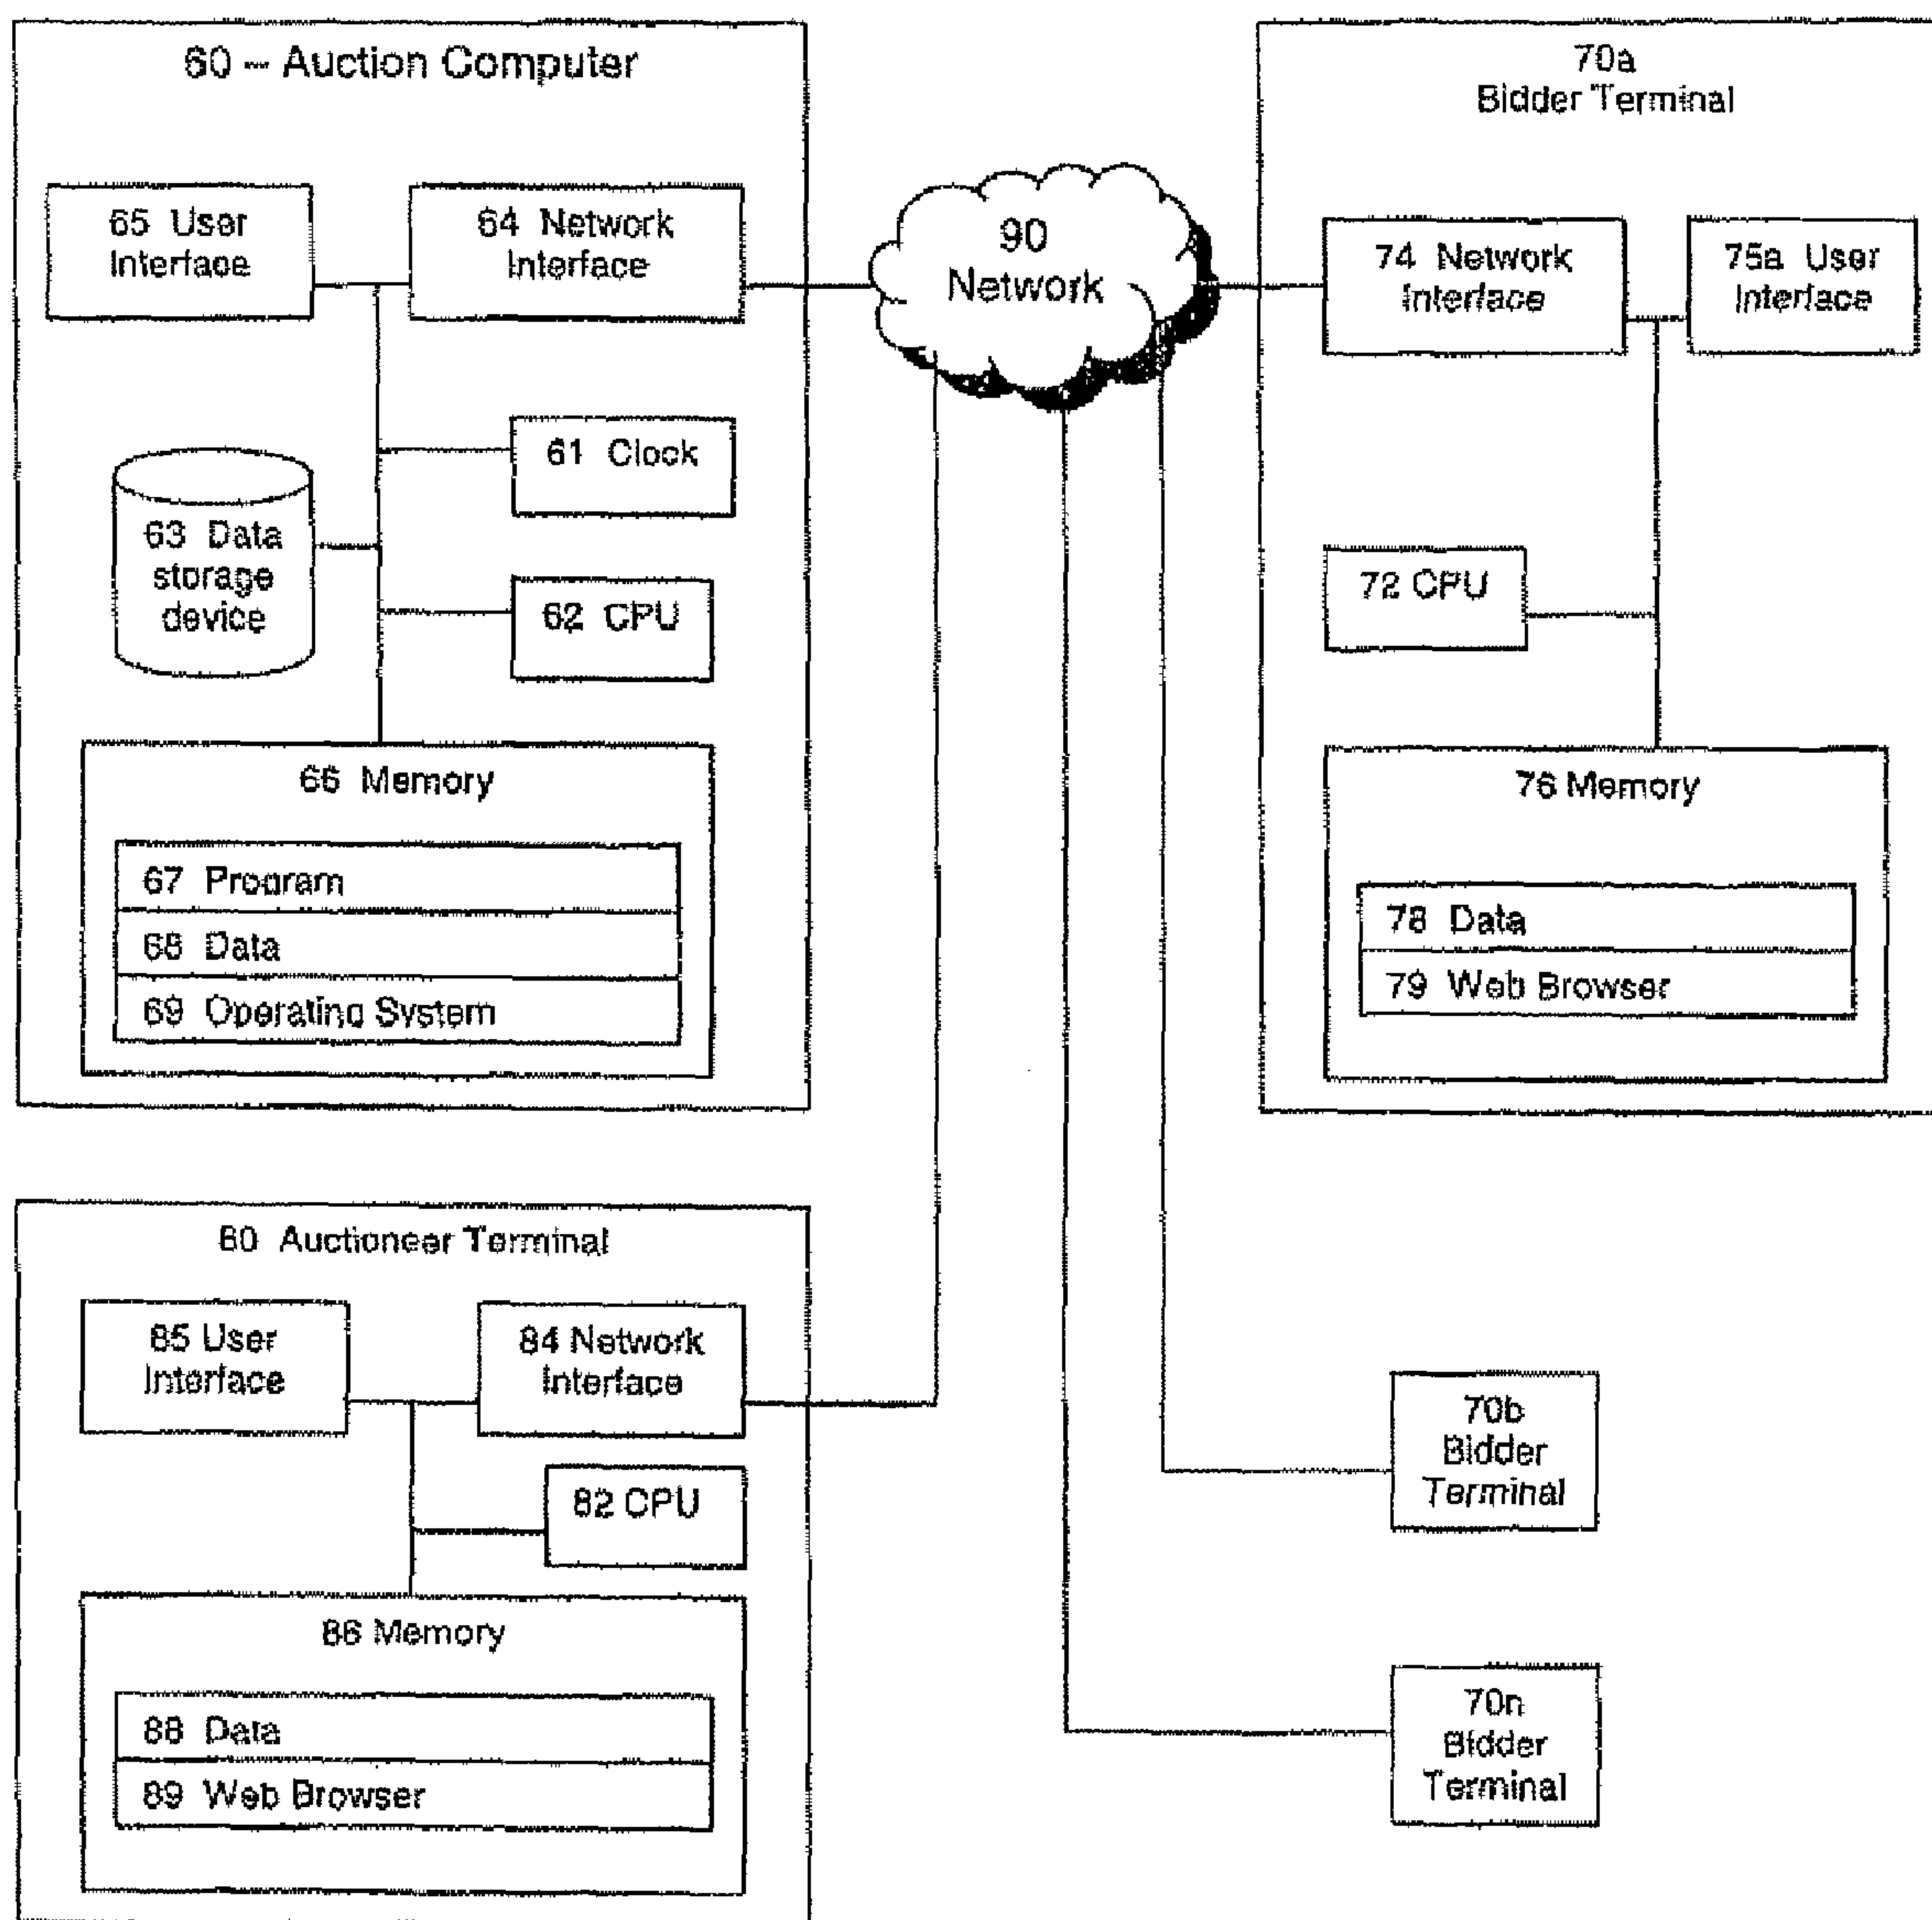 60 -- Auction Computer
65 User
Interface
64 Network
Interface
61 Clock
63 Data
storage
device
62 CPU
66 Memory
67 Program
68 Data
69 Operating System
90
Network
70a
Bidder Terminal
74 Network
Interface
75a User
Interface
72 CPU
76 Memory
78 Data
79 Web Browser
80 Auctioneer Terminal
85 User
Interface
84 Network
Interface
82 CPU
86 Memory
88 Data
89 Web Browser
70b
Bidder
Terminal
70n
Bidder
Terminal